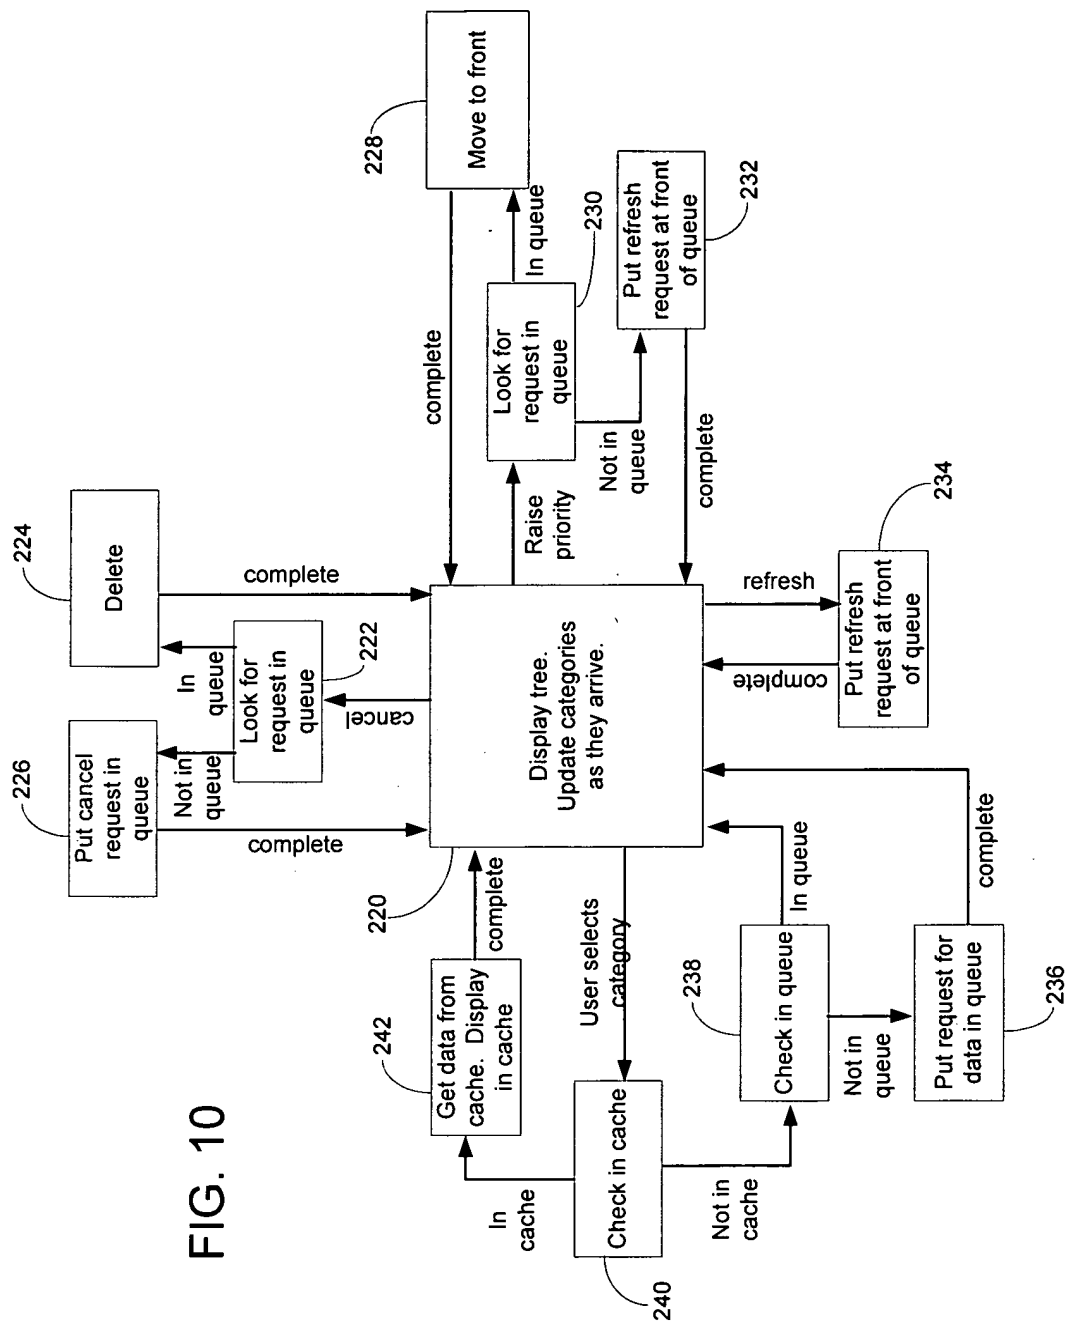 FIG. 10
226
Put cancel
request in
queue
224
Delete
Not in
queue
In
queue
complete
complete
Look for
request in
queue
222
cancel
228
Move to front
complete
In queue
Look for
request in
queue
230
Raise
priority
Not in
queue
Put refresh
request at front
of queue
232
complete
220
Display tree.
Update categories
as they arrive.
242
Get data from
cache. Display
in cache
complete
In
cache
User selects
category
240
Check in cache
Not in
cache
238
Check in queue
In queue
Not in
queue
Put request for
data in queue
236
complete
refresh
complete
234
Put refresh
request at front
of queue